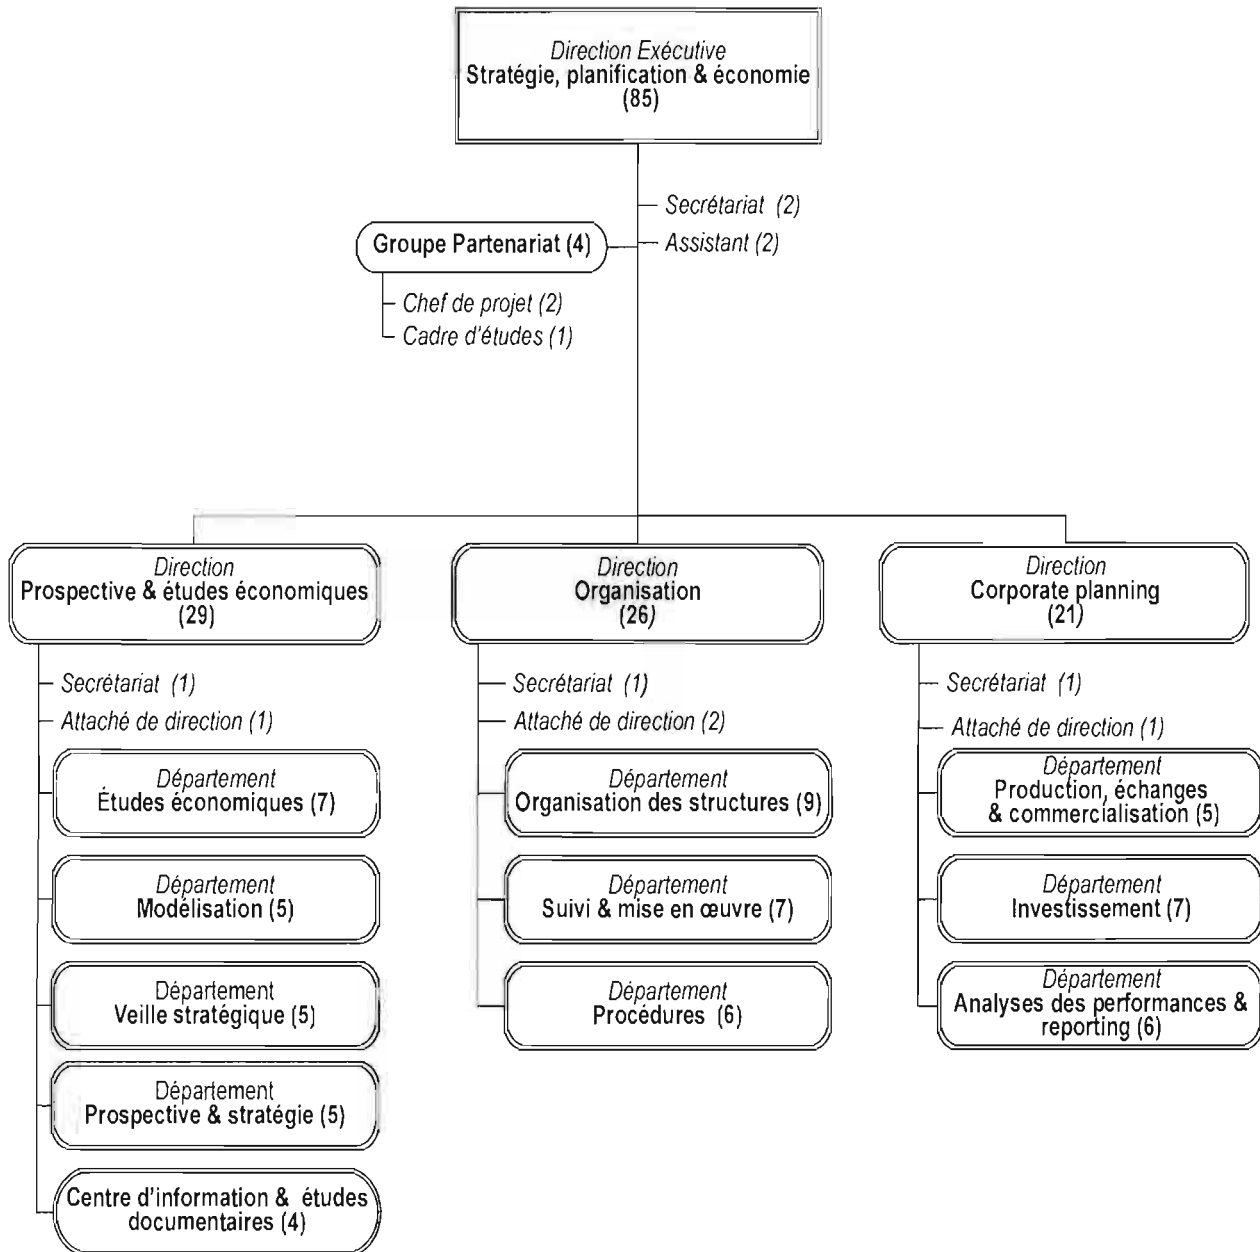 Direction Exécutive
Stratégie, planification & économie
(85)
Secrétariat (2)
Groupe Partenariat (4)
Assistant (2)
Chef de projet (2)
Cadre d'études (1)
Direction
Prospective & études économiques
(29)
Secrétariat (1)
Attaché de direction (1)
Département
Études économiques (7)
Département
Modélisation (5)
Département
Veille stratégique (5)
Département
Prospective & stratégie (5)
Centre d'information & études
documentaires (4)
Direction
Organisation
(26)
Secrétariat (1)
Attaché de direction (2)
Département
Organisation des structures (9)
Département
Suivi & mise en œuvre (7)
Département
Procédures (6)
Direction
Corporate planning
(21)
Secrétariat (1)
Attaché de direction (1)
Département
Production, échanges
& commercialisation (5)
Département
Investissement (7)
Département
Analyses des performances &
reporting (6)